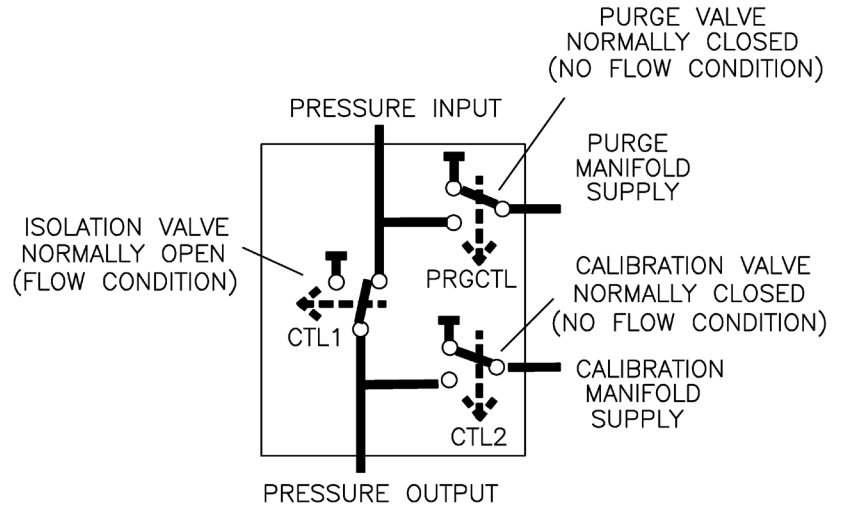 PURGE VALVE
NORMALLY CLOSED
(NO FLOW CONDITION)
PRESSURE INPUT
PURGE
MANIFOLD
SUPPLY
ISOLATION VALVE
NORMALLY OPEN
(FLOW CONDITION)
PRGCTL
CALIBRATION VALVE
NORMALLY CLOSED
(NO FLOW CONDITION)
CTL1
CALIBRATION
MANIFOLD
SUPPLY
CTL2
PRESSURE OUTPUT